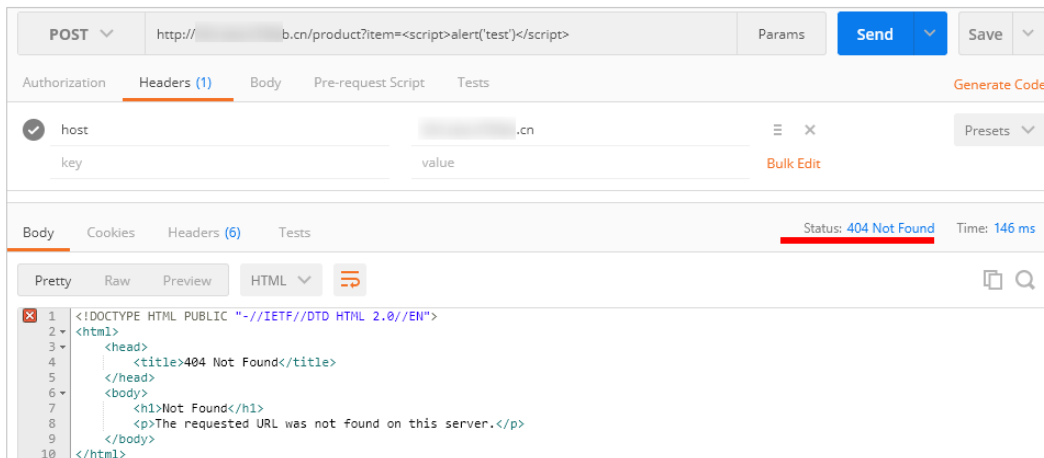 POST http:// b.cn/product?item=<script>alert('test')</script> Params Send Save
Authorization Headers (1) Body Pre-request Script Tests Generate Code
host .cn Presets
key value Bulk Edit
Body Cookies Headers (6) Tests Status: 404 Not Found Time: 146 ms
Pretty Raw Preview HTML
1 <!DOCTYPE HTML PUBLIC "-//IETF//DTD HTML 2.0//EN">
2 <html>
3 <head>
4 <title>404 Not Found</title>
5 </head>
6 <body>
7 <h1>Not Found</h1>
8 <p>The requested URL was not found on this server.</p>
9 </body>
10 </html>